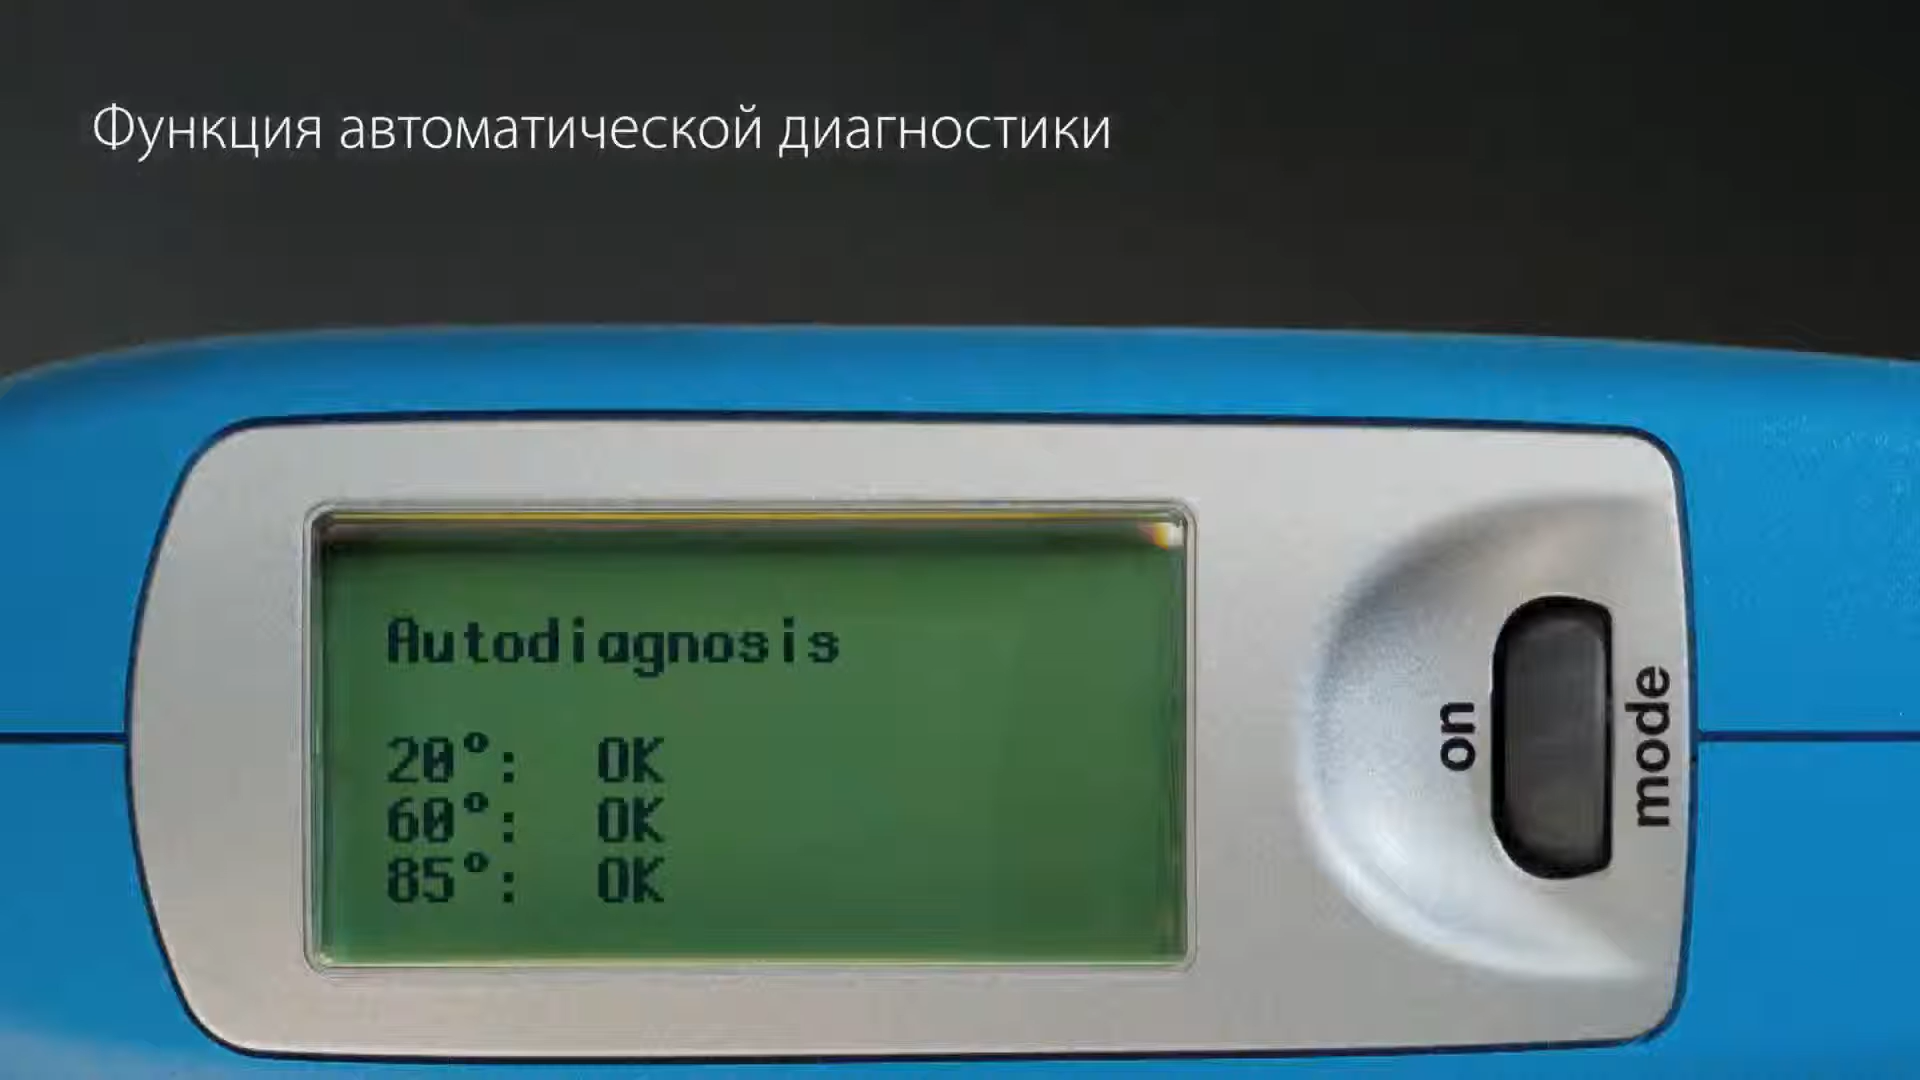 Функция автоматической диагностики
Autodiagnosis
20°: OK
60°: OK
85°: OK
on
mode